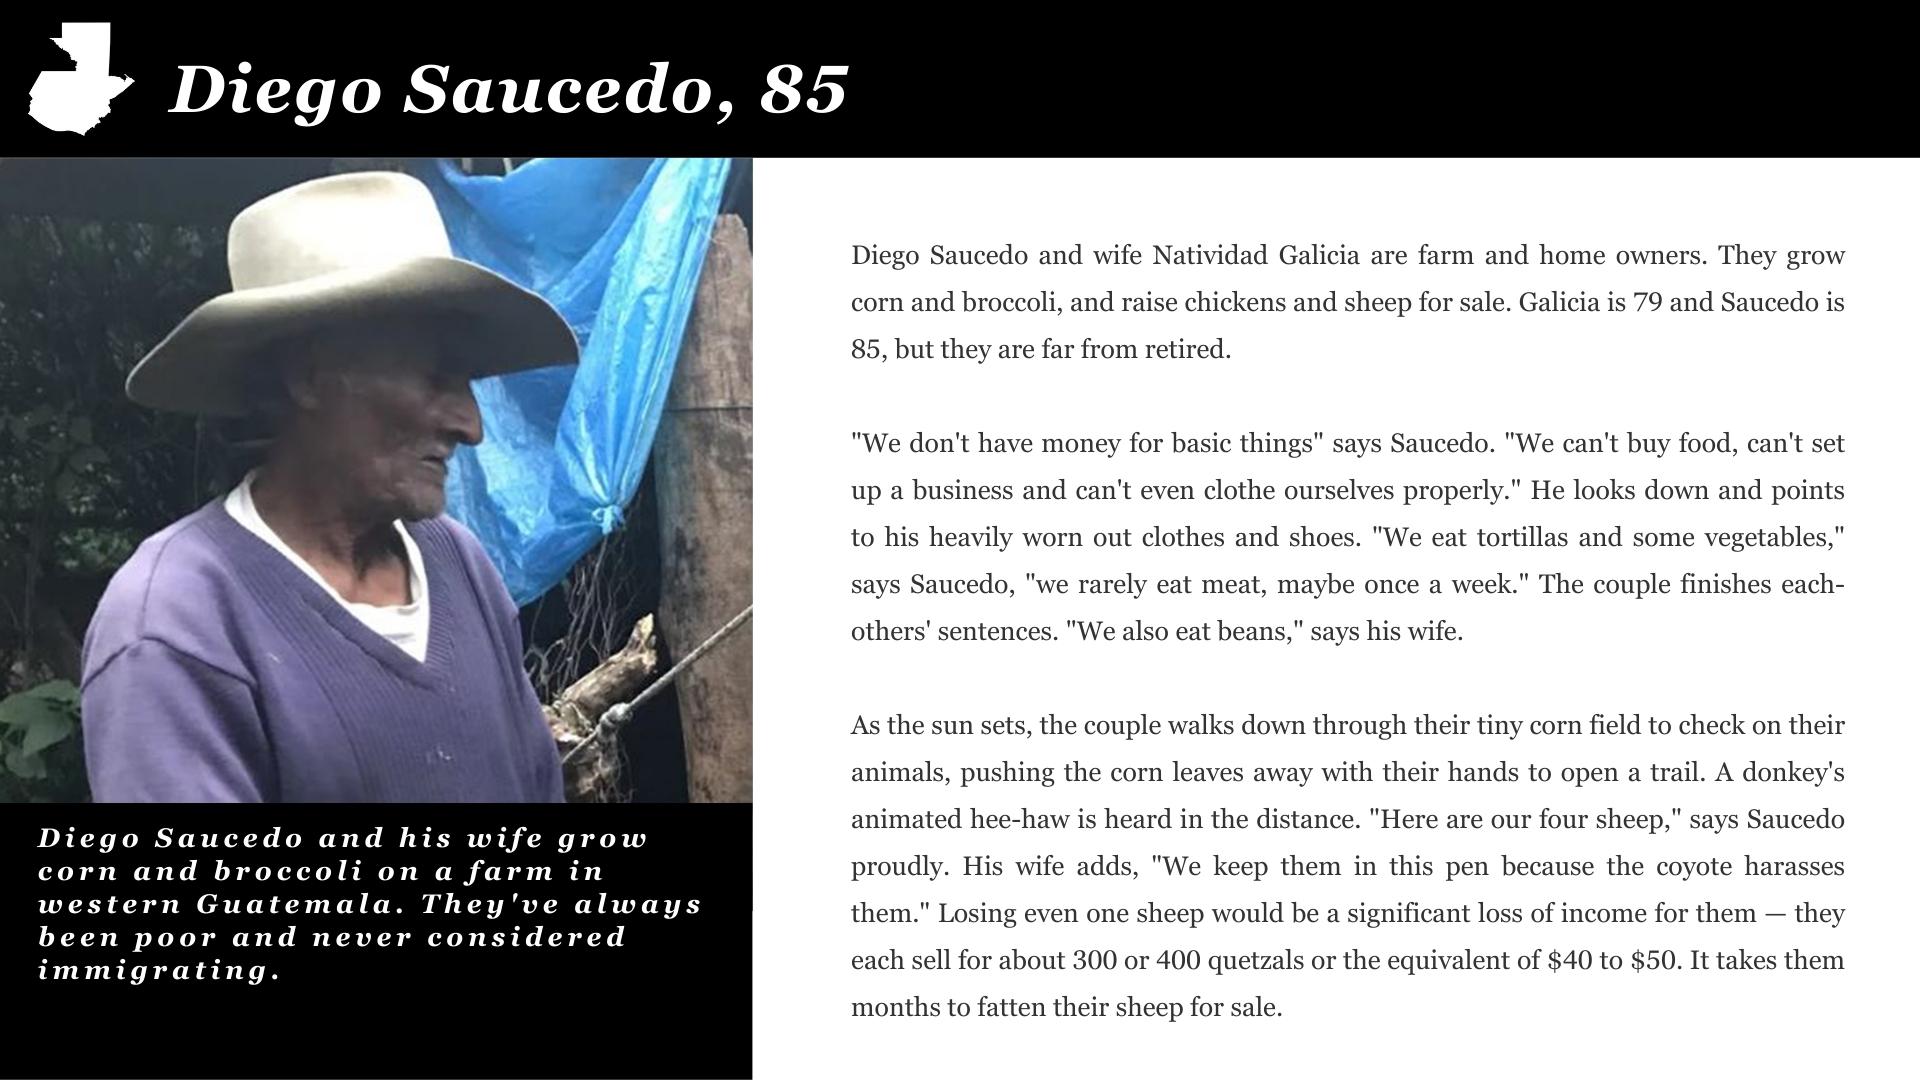 Diego Saucedo, 85
Diego Saucedo and wife Natividad Galicia are farm and home owners. They grow
corn and broccoli, and raise chickens and sheep for sale. Galicia is 79 and Saucedo is
85, but they are far from retired.
"We don't have money for basic things" says Saucedo. "We can't buy food, can't set
up a business and can't even clothe ourselves properly." He looks down and points
to his heavily worn out clothes and shoes. "We eat tortillas and some vegetables,"
says Saucedo, "we rarely eat meat, maybe once a week." The couple finishes each-
others' sentences. "We also eat beans," says his wife.
As the sun sets, the couple walks down through their tiny corn field to check on their
animals, pushing the corn leaves away with their hands to open a trail. A donkey's
animated hee-haw is heard in the distance. "Here are our four sheep," says Saucedo
proudly. His wife adds, "We keep them in this pen because the coyote harasses
them." Losing even one sheep would be a significant loss of income for them — they
each sell for about 300 or 400 quetzals or the equivalent of $40 to $50. It takes them
months to fatten their sheep for sale.
Diego Saucedo and his wife grow
corn and broccoli on a farm in
western Guatemala. They've always
been poor and never considered
immigrating.